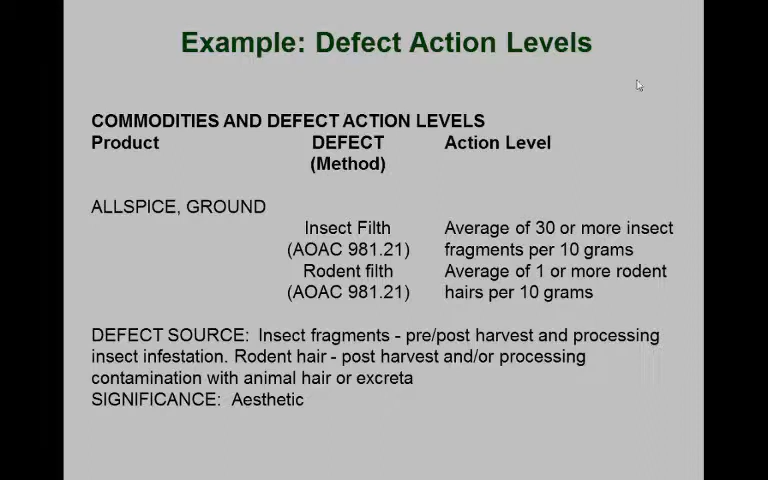 Example: Defect Action Levels
COMMODITIES AND DEFECT ACTION LEVELS
Product DEFECT Action Level
(Method)
ALLSPICE, GROUND
Insect Filth Average of 30 or more insect
(AOAC 981.21) fragments per 10 grams
Rodent filth Average of 1 or more rodent
(AOAC 981.21) hairs per 10 grams
DEFECT SOURCE: Insect fragments - pre/post harvest and processing
insect infestation. Rodent hair - post harvest and/or processing
contamination with animal hair or excreta
SIGNIFICANCE: Aesthetic